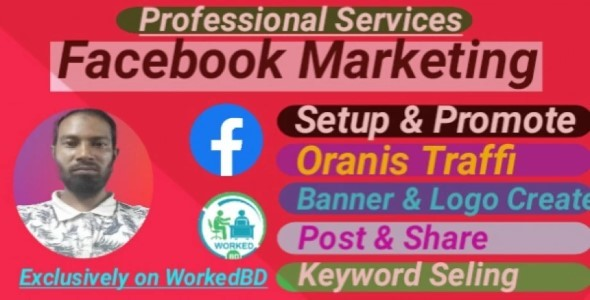 Professional Services
Facebook Marketing
Setup & Promote
Oranis Traffi
Banner & Logo Create
Post & Share
Keyword Seling
WORKED
BD
Exclusively on WorkedBD